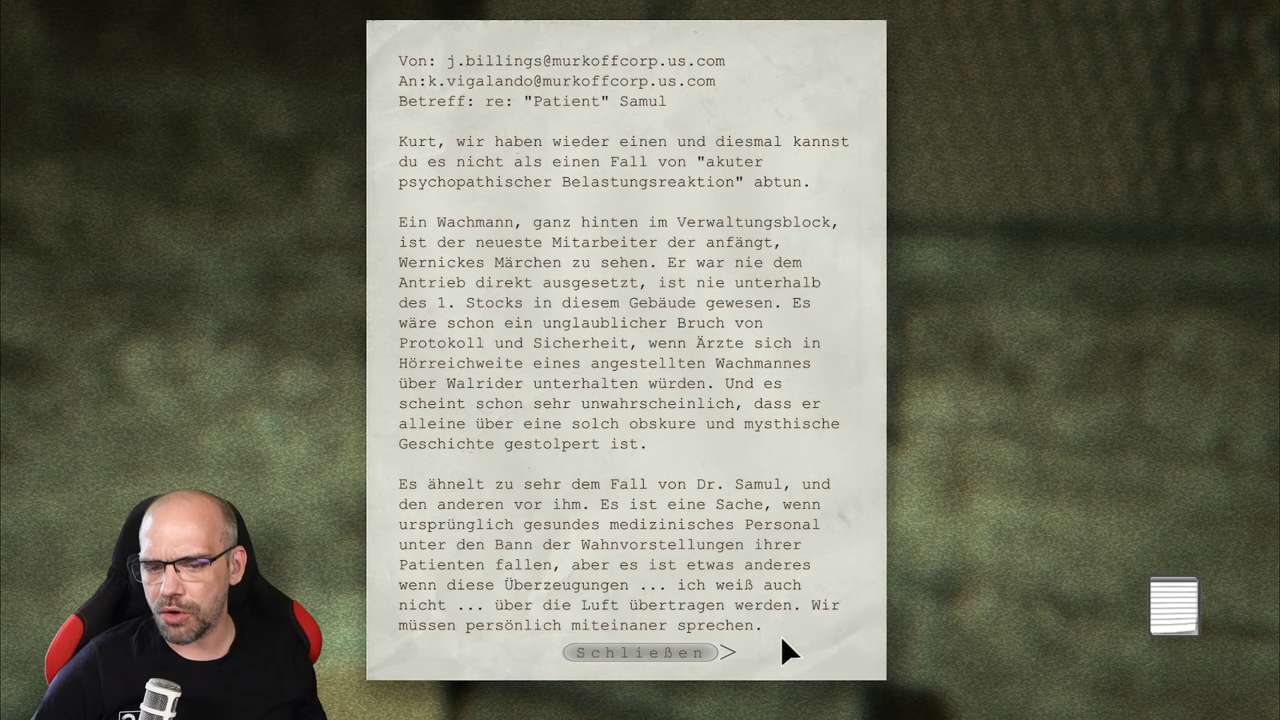 Von: j.billings@murkoffcorp.us.com
An:k.vigalando@murkoffcorp.us.com
Betreff: re: "Patient" Samul
Kurt, wir haben wieder einen und diesmal kannst
du es nicht als einen Fall von "akuter
psychopathischer Belastungsreaktion" abtun.
Ein Wachmann, ganz hinten im Verwaltungsblock,
ist der neueste Mitarbeiter der anfängt,
Wernickes Märchen zu sehen. Er war nie dem
Antrieb direkt ausgesetzt, ist nie unterhalb
des 1. Stocks in diesem Gebäude gewesen. Es
wäre schon ein unglaublicher Bruch von
Protokoll und Sicherheit, wenn Ärzte sich in
Hörreichweite eines angestellten Wachmannes
über Walrider unterhalten würden. Und es
scheint schon sehr unwahrscheinlich, dass er
alleine über eine solch obskure und mysthische
Geschichte gestolpert ist.
Es ähnelt zu sehr dem Fall von Dr. Samul, und
den anderen vor ihm. Es ist eine Sache, wenn
ursprünglich gesundes medizinisches Personal
unter den Bann der Wahnvorstellungen ihrer
Patienten fallen, aber es ist etwas anderes
wenn diese Überzeugungen ... ich weiß auch
nicht ... über die Luft übertragen werden. Wir
müssen persönlich miteinaner sprechen.
Schließen >